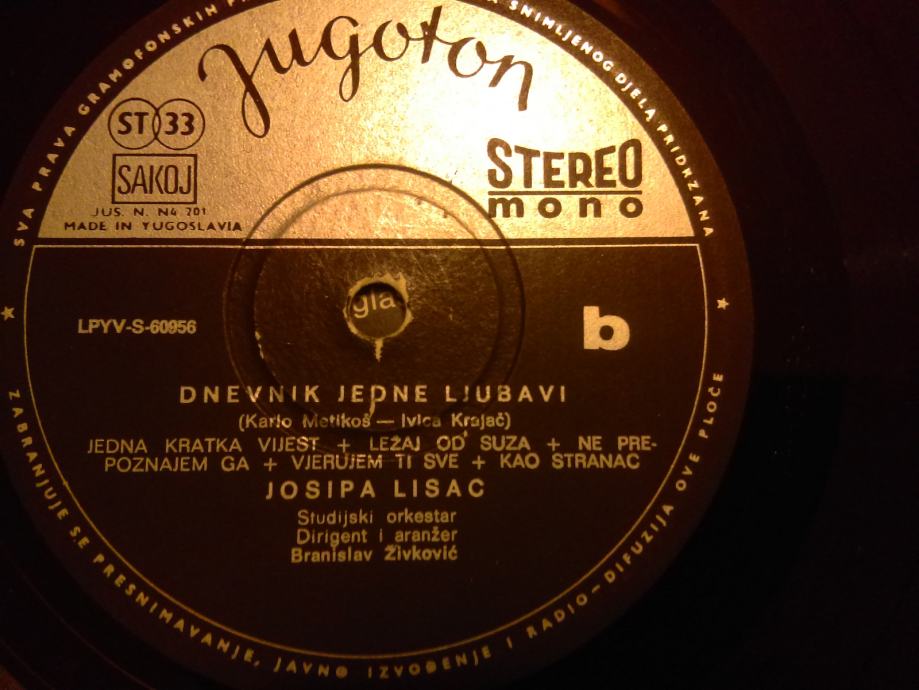 SVA PRAVA GRAMOFONSKIH
SNIMLJENOG DJELA PRIDRZANA
jugoton
ST 33
SAKOJ
JUS. N. N4. 201
MADE IN YUGOSLAVIA
STEREO
mono
gla
LPYV-S-60956
b
DNEVNIK JEDNE LJUBAVI
(Karlo Metikoš — Ivica Krajač)
JEDNA KRATKA VIJEST + LEŽAJ OD SUZA + NE PRE-
POZNAJEM GA + VJERUJEM TI SVE + KAO STRANAC
JOSIPA LISAC
Studijski orkestar
Dirigent i aranžer
Branislav Živković
ZABRANJUJE SE PRESNIMAVANJE, JAVNO IZVOĐENJE I RADIO-DIFUZIJA OVE PLOČE